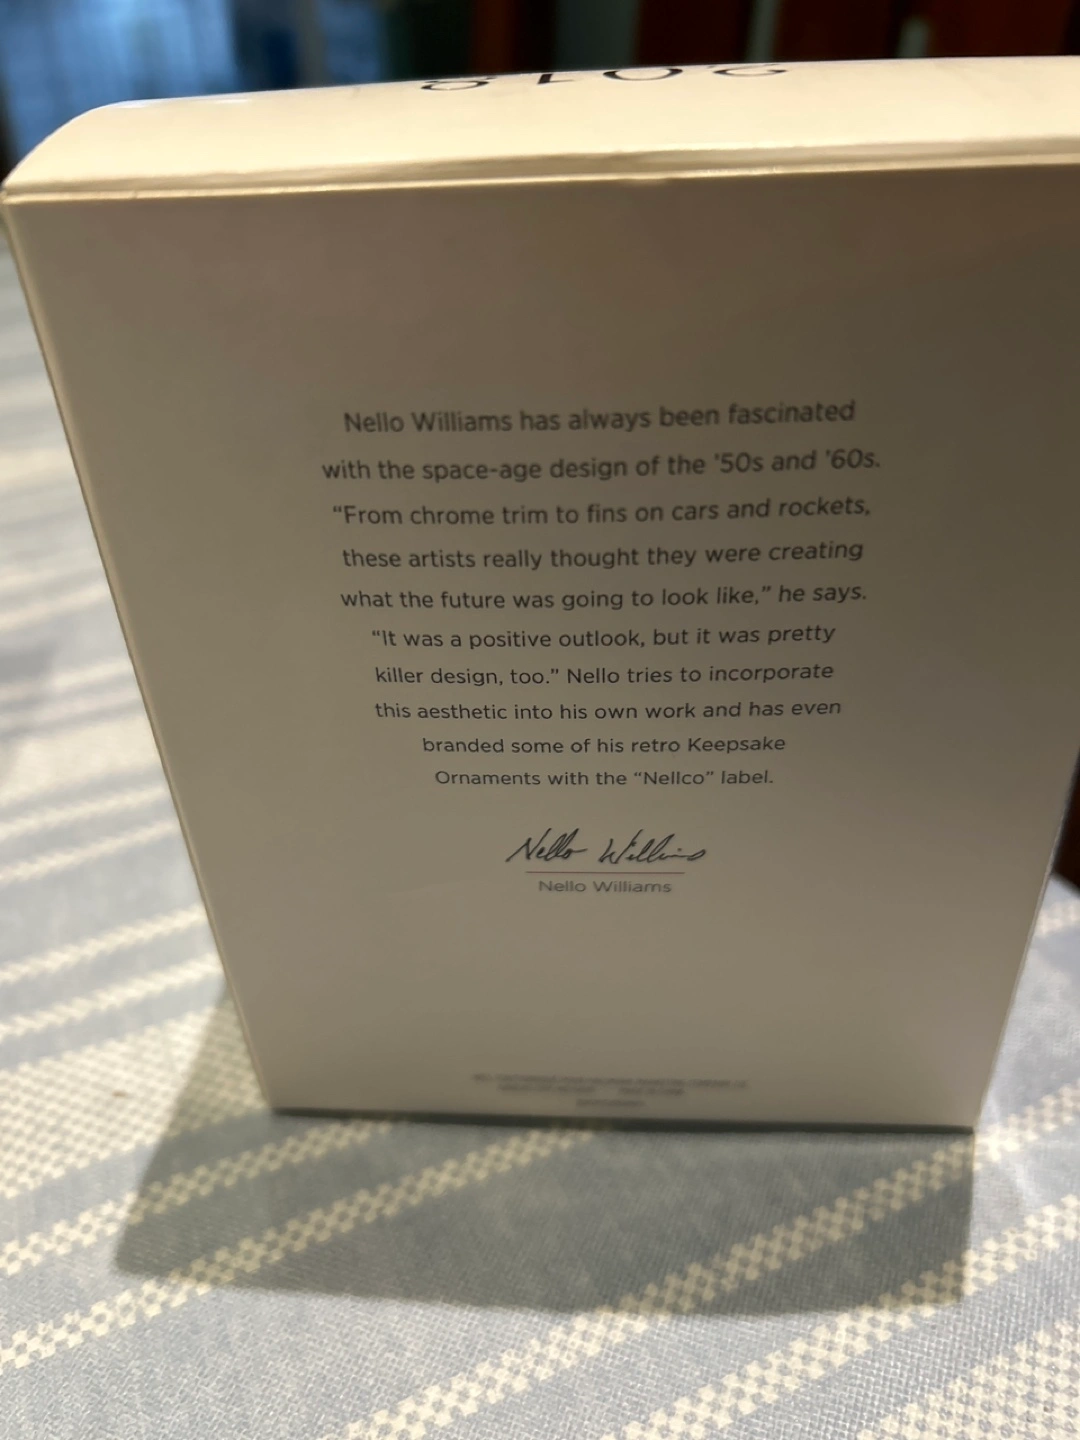 2018
Nello Williams has always been fascinated
with the space-age design of the '50s and '60s.
“From chrome trim to fins on cars and rockets,
these artists really thought they were creating
what the future was going to look like,” he says.
“It was a positive outlook, but it was pretty
killer design, too.” Nello tries to incorporate
this aesthetic into his own work and has even
branded some of his retro Keepsake
Ornaments with the “Nellco” label.
Nello Williams
Nello Williams